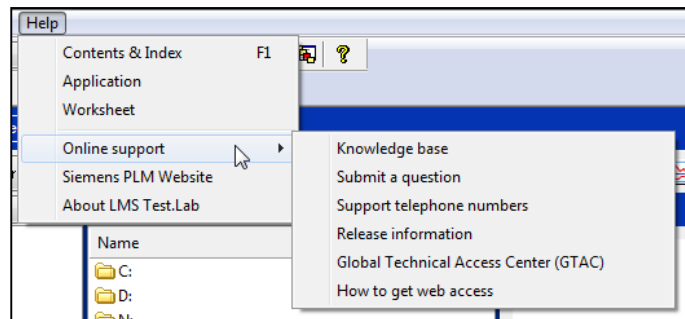 Help
Contents & Index F1
Application
Worksheet
Online support
Siemens PLM Website
About LMS Test.Lab
Knowledge base
Submit a question
Support telephone numbers
Release information
Global Technical Access Center (GTAC)
How to get web access
Name
C:
D: